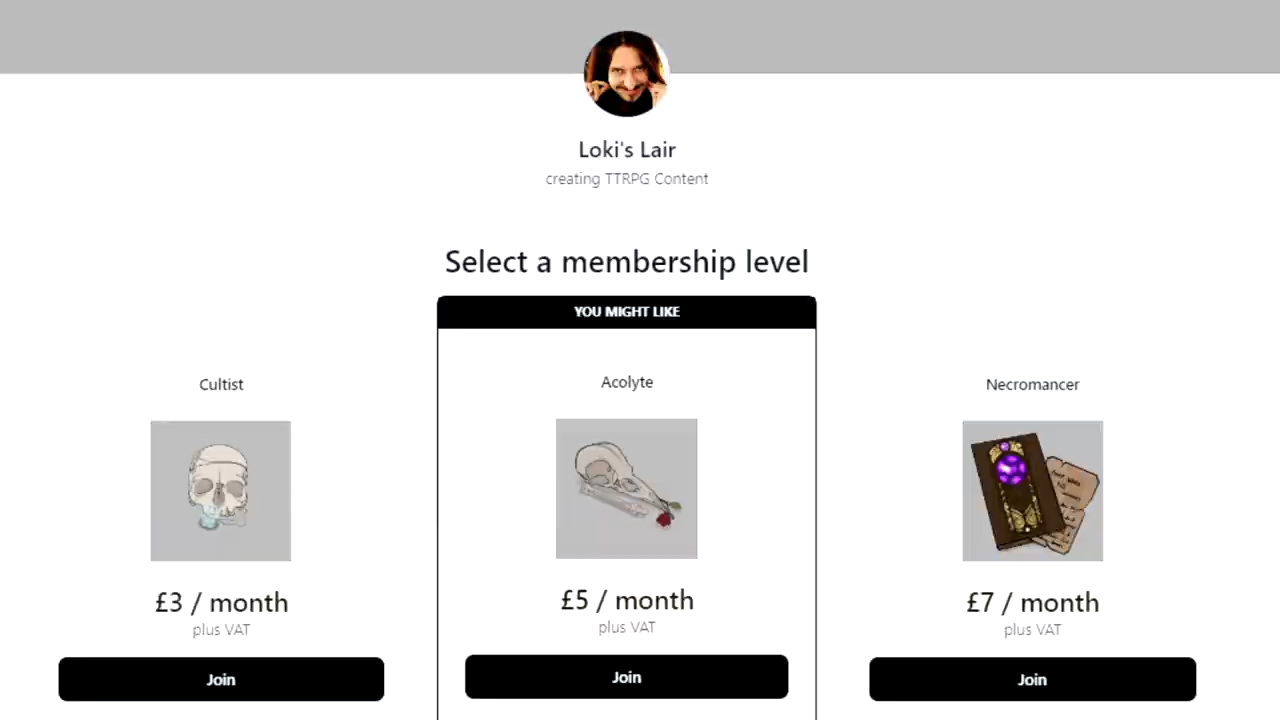 Loki's Lair
creating TTRPG Content
Select a membership level
YOU MIGHT LIKE
Cultist
Acolyte
Necromancer
£3 / month
plus VAT
£5 / month
plus VAT
£7 / month
plus VAT
Join
Join
Join